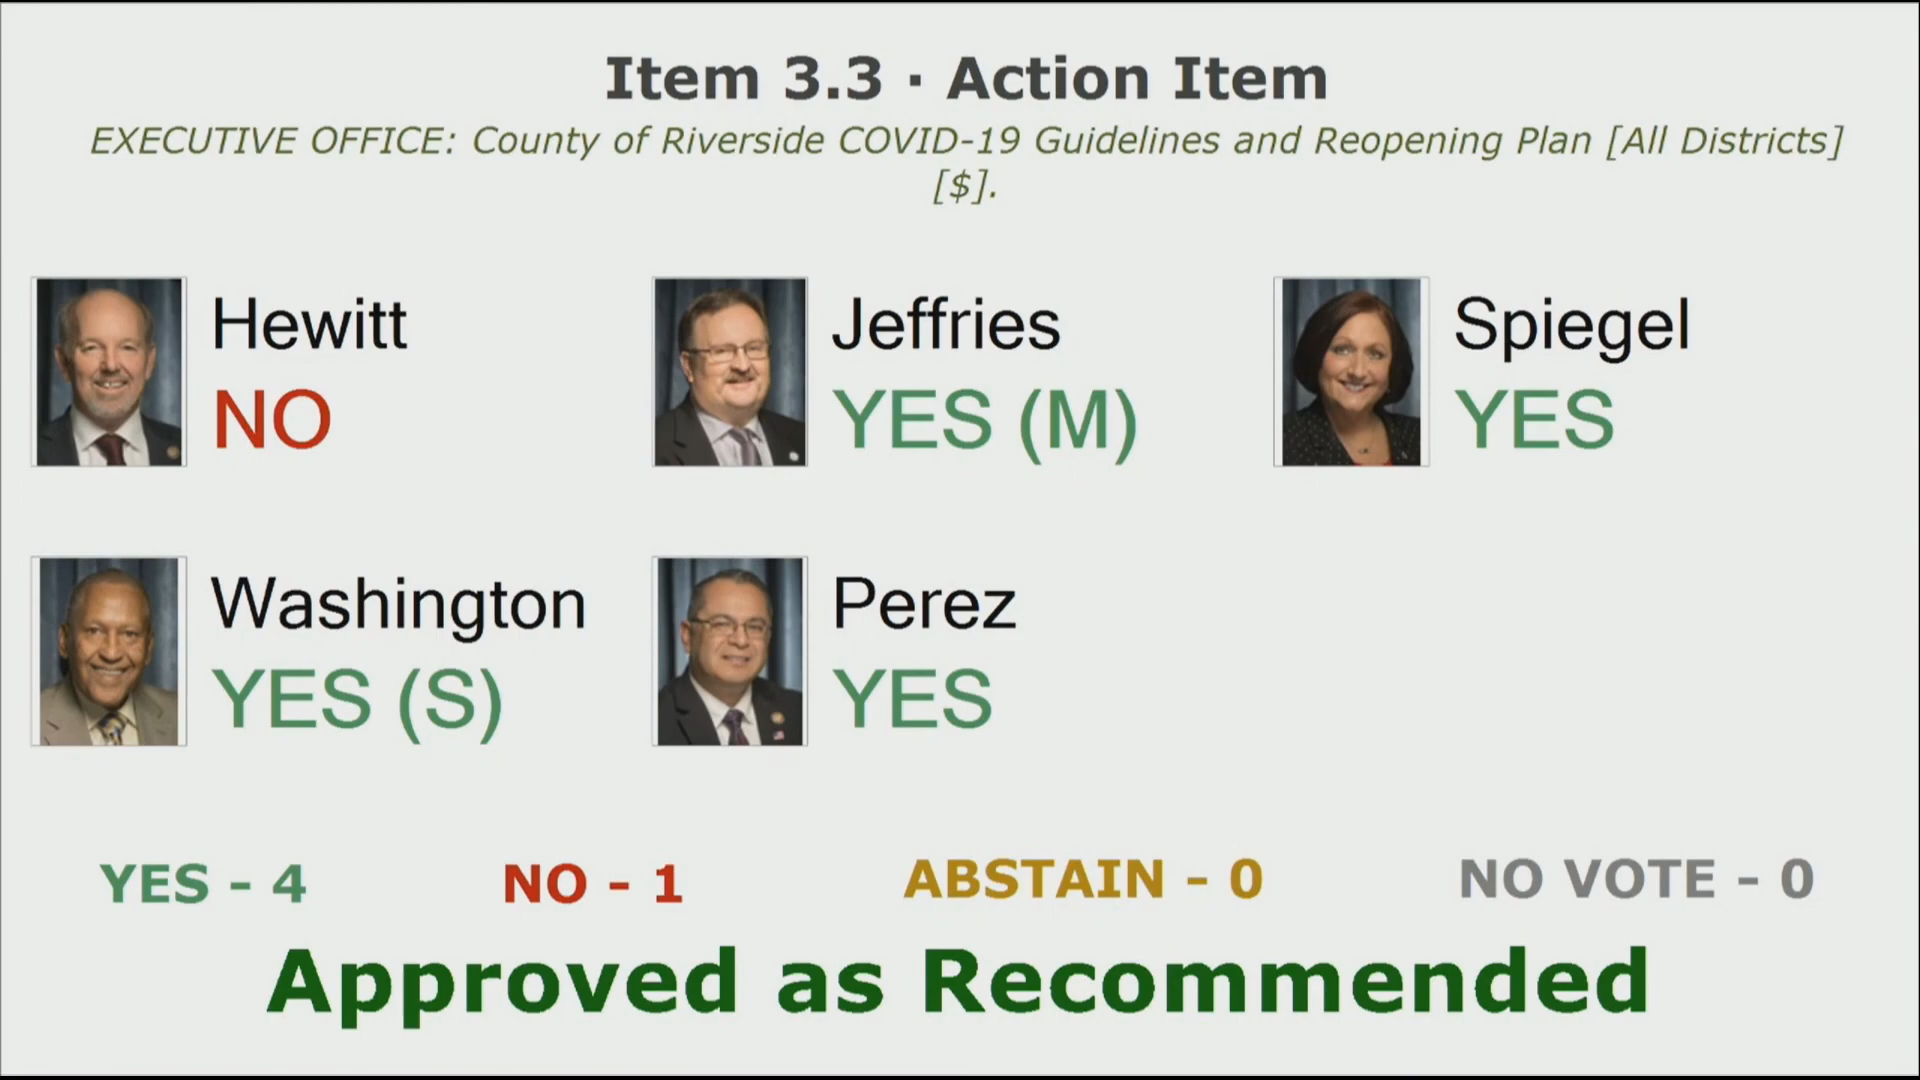 Item 3.3 · Action Item
EXECUTIVE OFFICE: County of Riverside COVID-19 Guidelines and Reopening Plan [All Districts]
[$].
Hewitt
NO
Jeffries
YES (M)
Spiegel
YES
Washington
YES (S)
Perez
YES
YES - 4
NO - 1
ABSTAIN - 0
NO VOTE - 0
Approved as Recommended